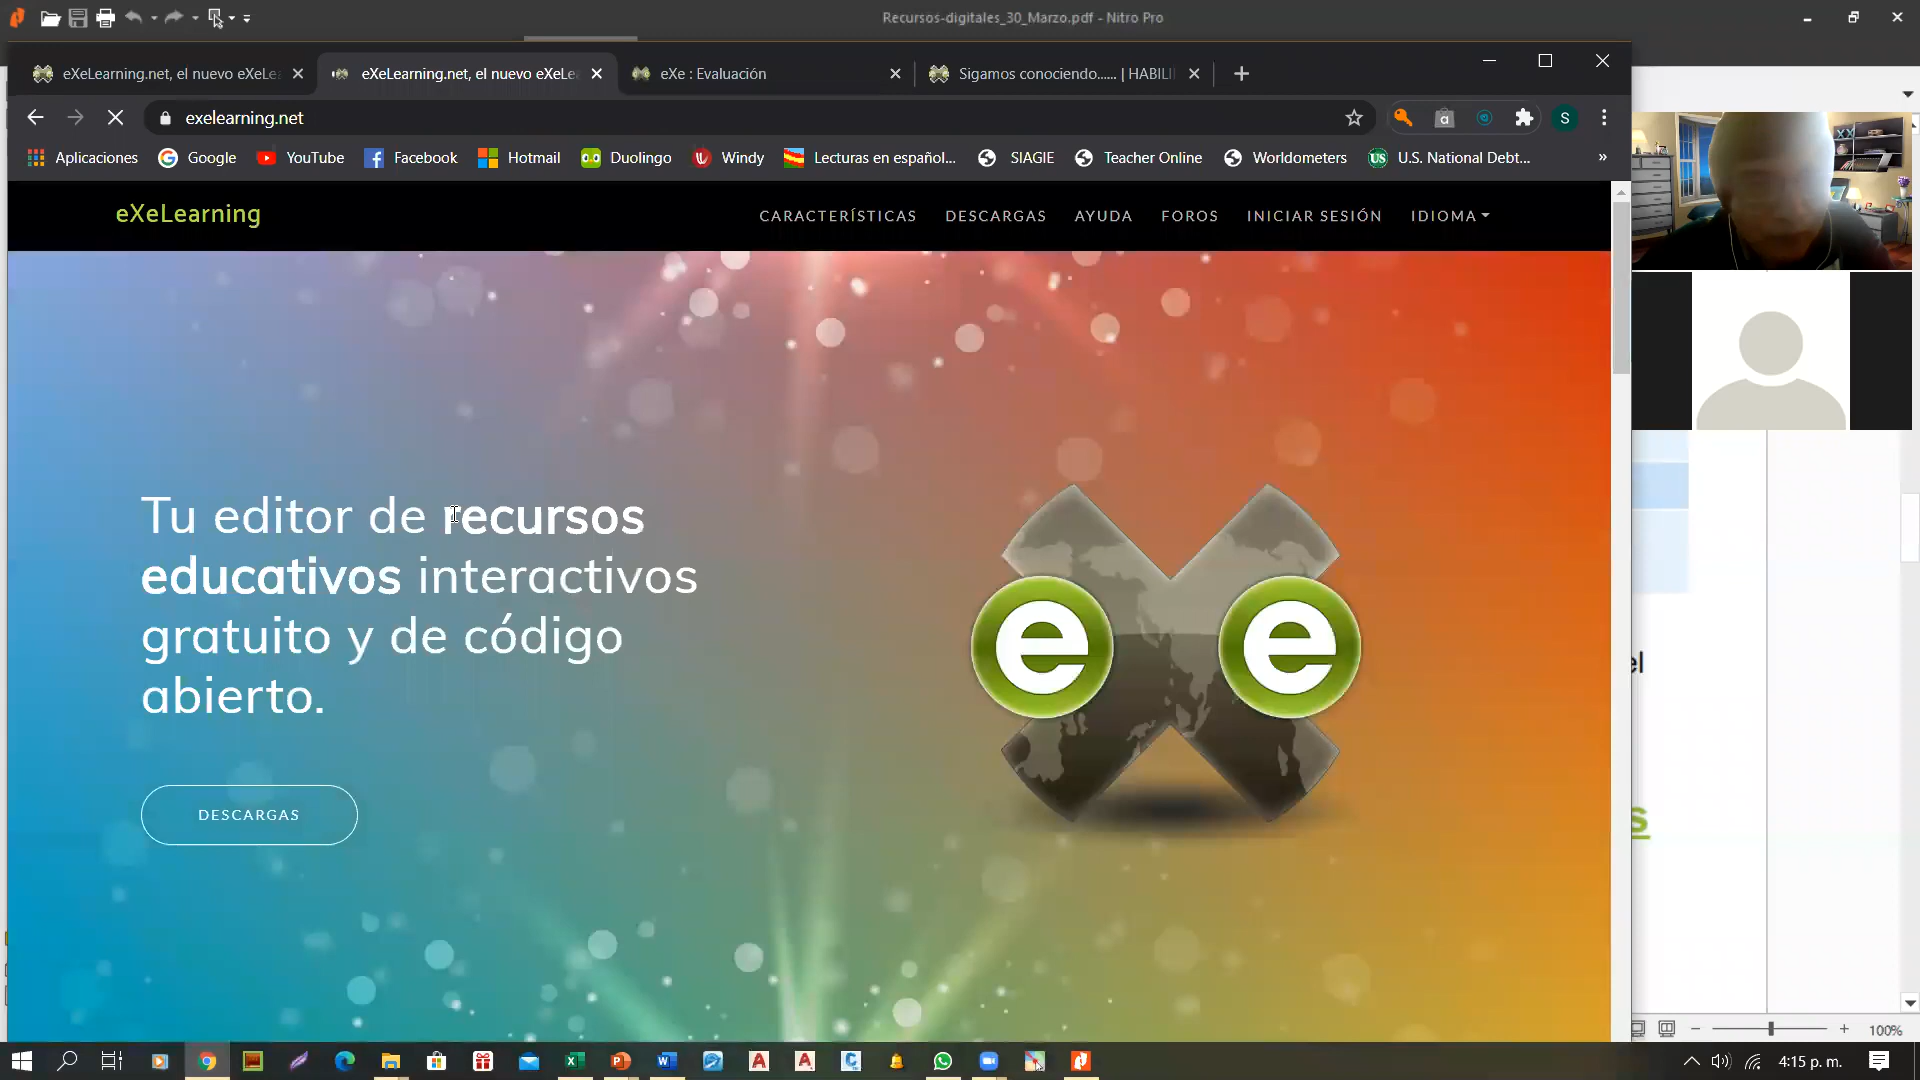 Recursos-digitales_30_Marzo.pdf - Nitro Pro
eXeLearning.net, el nuevo eXeLe
eXeLearning.net, el nuevo eXeLe
eXe : Evaluación
Sigamos conociendo...... | HABILI
exelearning.net
S
Aplicaciones
Google
YouTube
Facebook
Hotmail
Duolingo
Windy
Lecturas en español...
SIAGIE
Teacher Online
Worldometers
US
U.S. National Debt...
»
eXeLearning
CARACTERÍSTICAS
DESCARGAS
AYUDA
FOROS
INICIAR SESIÓN
IDIOMA
Tu editor de recursos
educativos interactivos
gratuito y de código
abierto.
e e
DESCARGAS
el
s
100%
4:15 p. m.